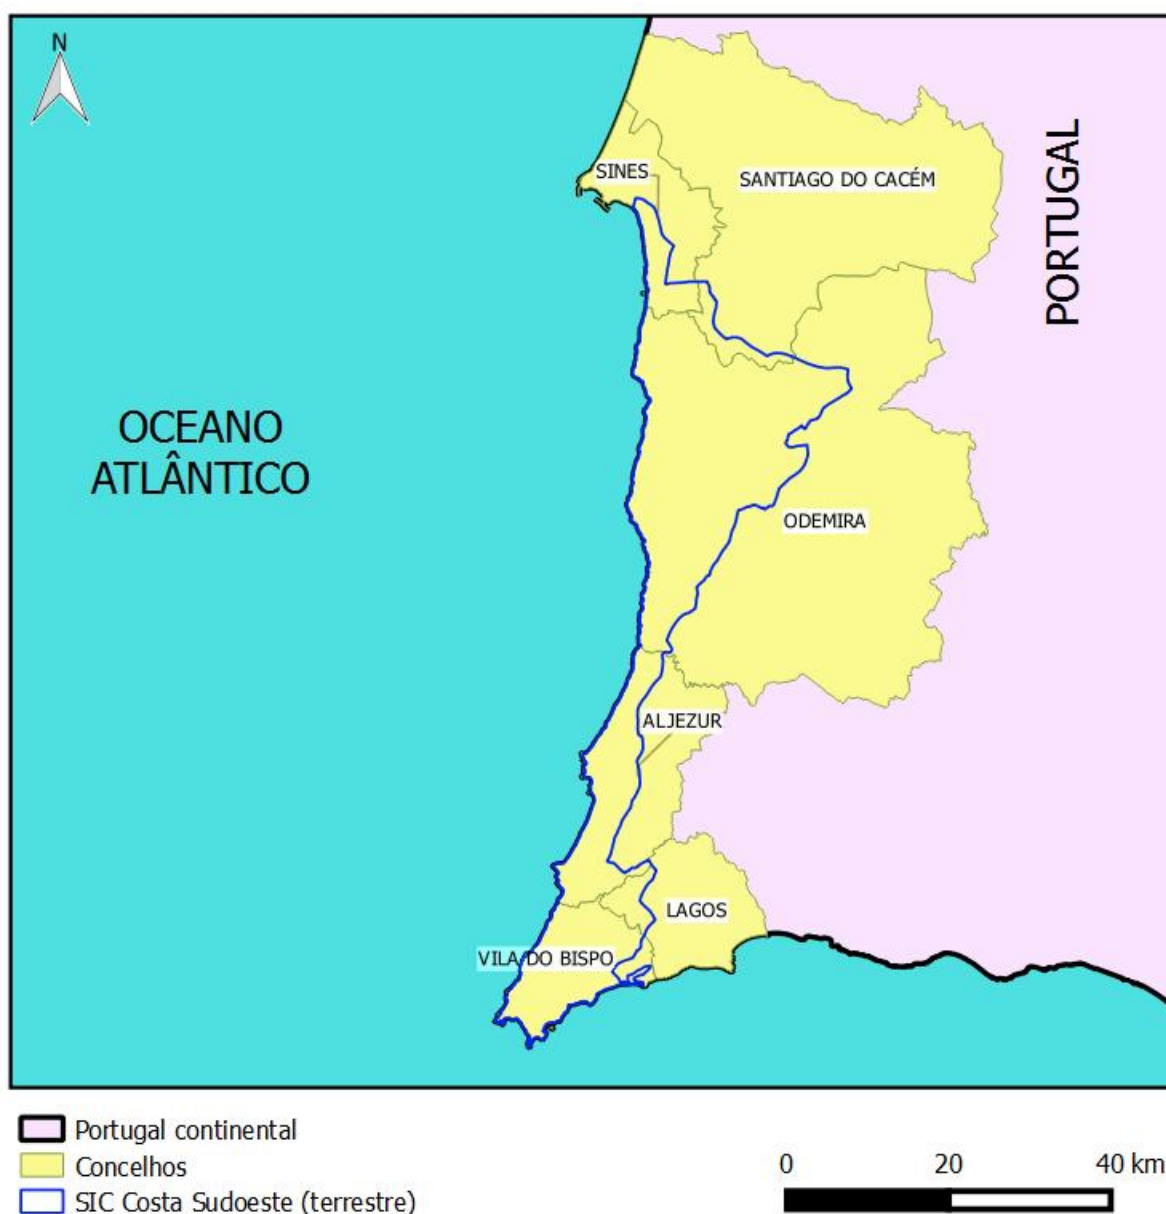 N
SINES
SANTIAGO DO CACÉM
PORTUGAL
OCEANO
ATLÂNTICO
ODEMIRA
ALJEZUR
LAGOS
VILA DO BISPO
Portugal continental
Concelhos
SIC Costa Sudoeste (terrestre)
0 20 40 km